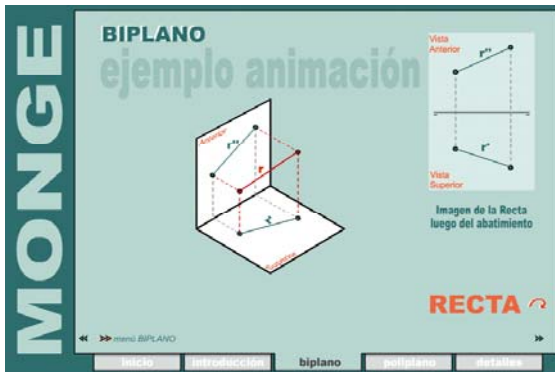 MONGE
BIPLANO
ejemplo animación
Anterior
r''
r
r'
Superior
Vista
Anterior
r''
r'
Vista
Superior
Imagen de la Recta
luego del abatimiento
RECTA
menú BIPLANO
inicio
introducción
biplano
poliplano
detalles